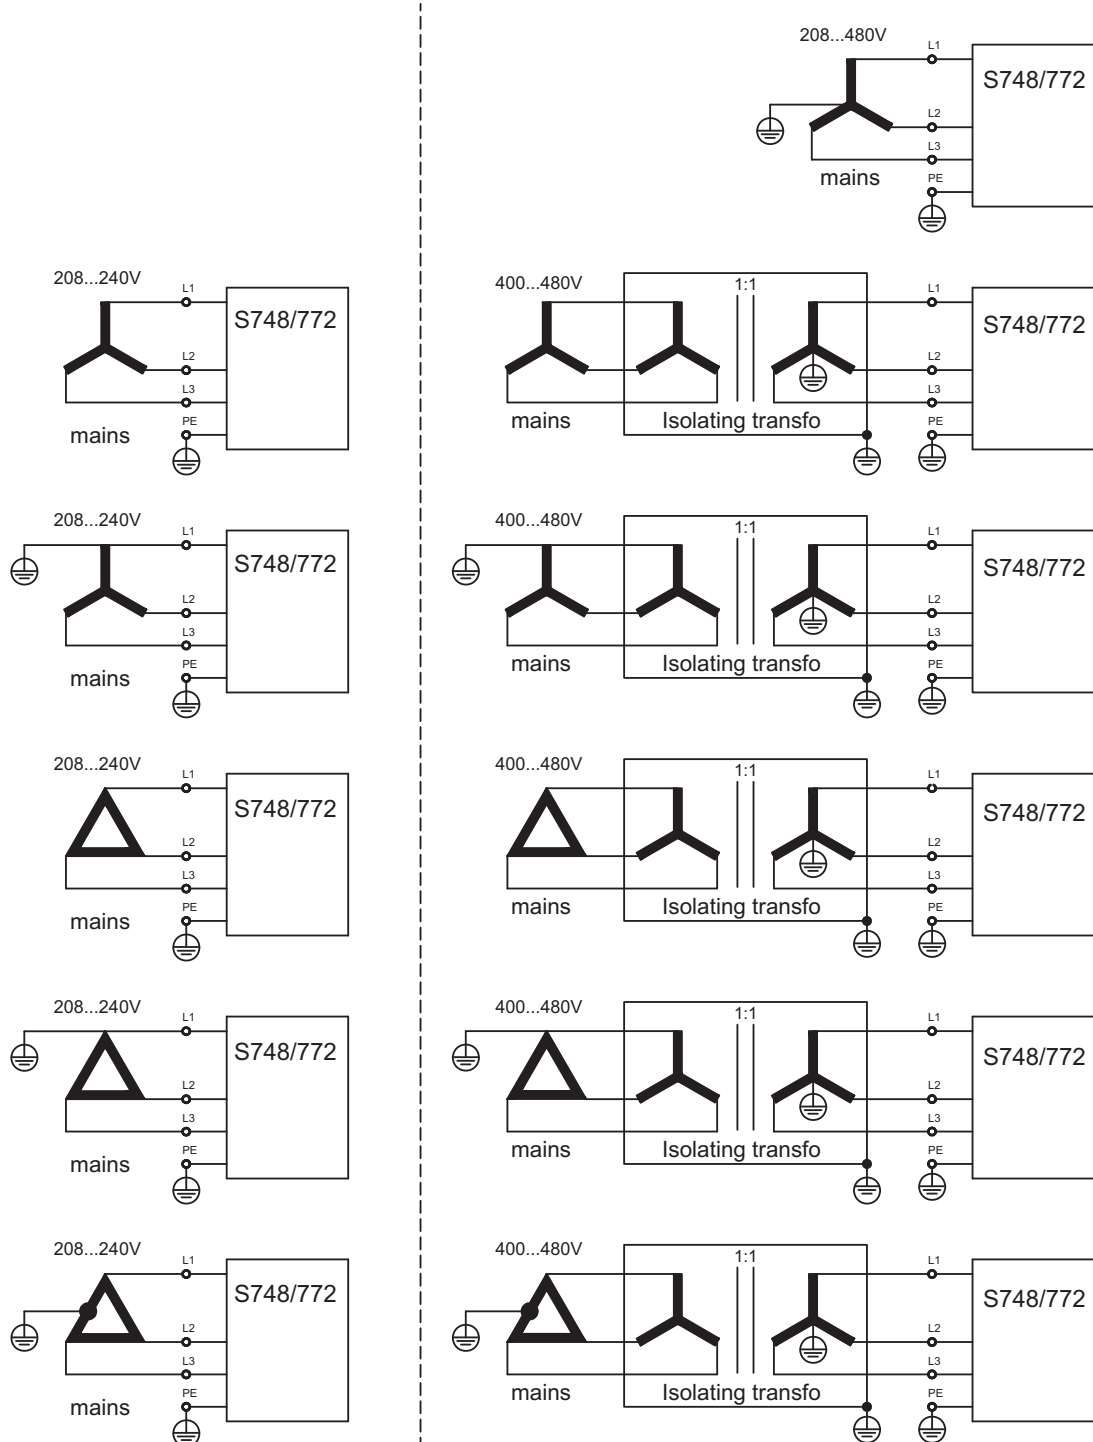 208...480V
L1
S748/772
L2
L3
mains
PE
208...240V
L1
S748/772
L2
L3
PE
mains
400...480V
1:1
L1
S748/772
L2
L3
mains
Isolating transfo
PE
208...240V
L1
S748/772
L2
L3
PE
mains
400...480V
1:1
L1
S748/772
L2
L3
mains
Isolating transfo
PE
208...240V
L1
S748/772
L2
L3
PE
mains
400...480V
1:1
L1
S748/772
L2
L3
mains
Isolating transfo
PE
208...240V
L1
S748/772
L2
L3
PE
mains
400...480V
1:1
L1
S748/772
L2
L3
mains
Isolating transfo
PE
208...240V
L1
S748/772
L2
L3
PE
mains
400...480V
1:1
L1
S748/772
L2
L3
mains
Isolating transfo
PE